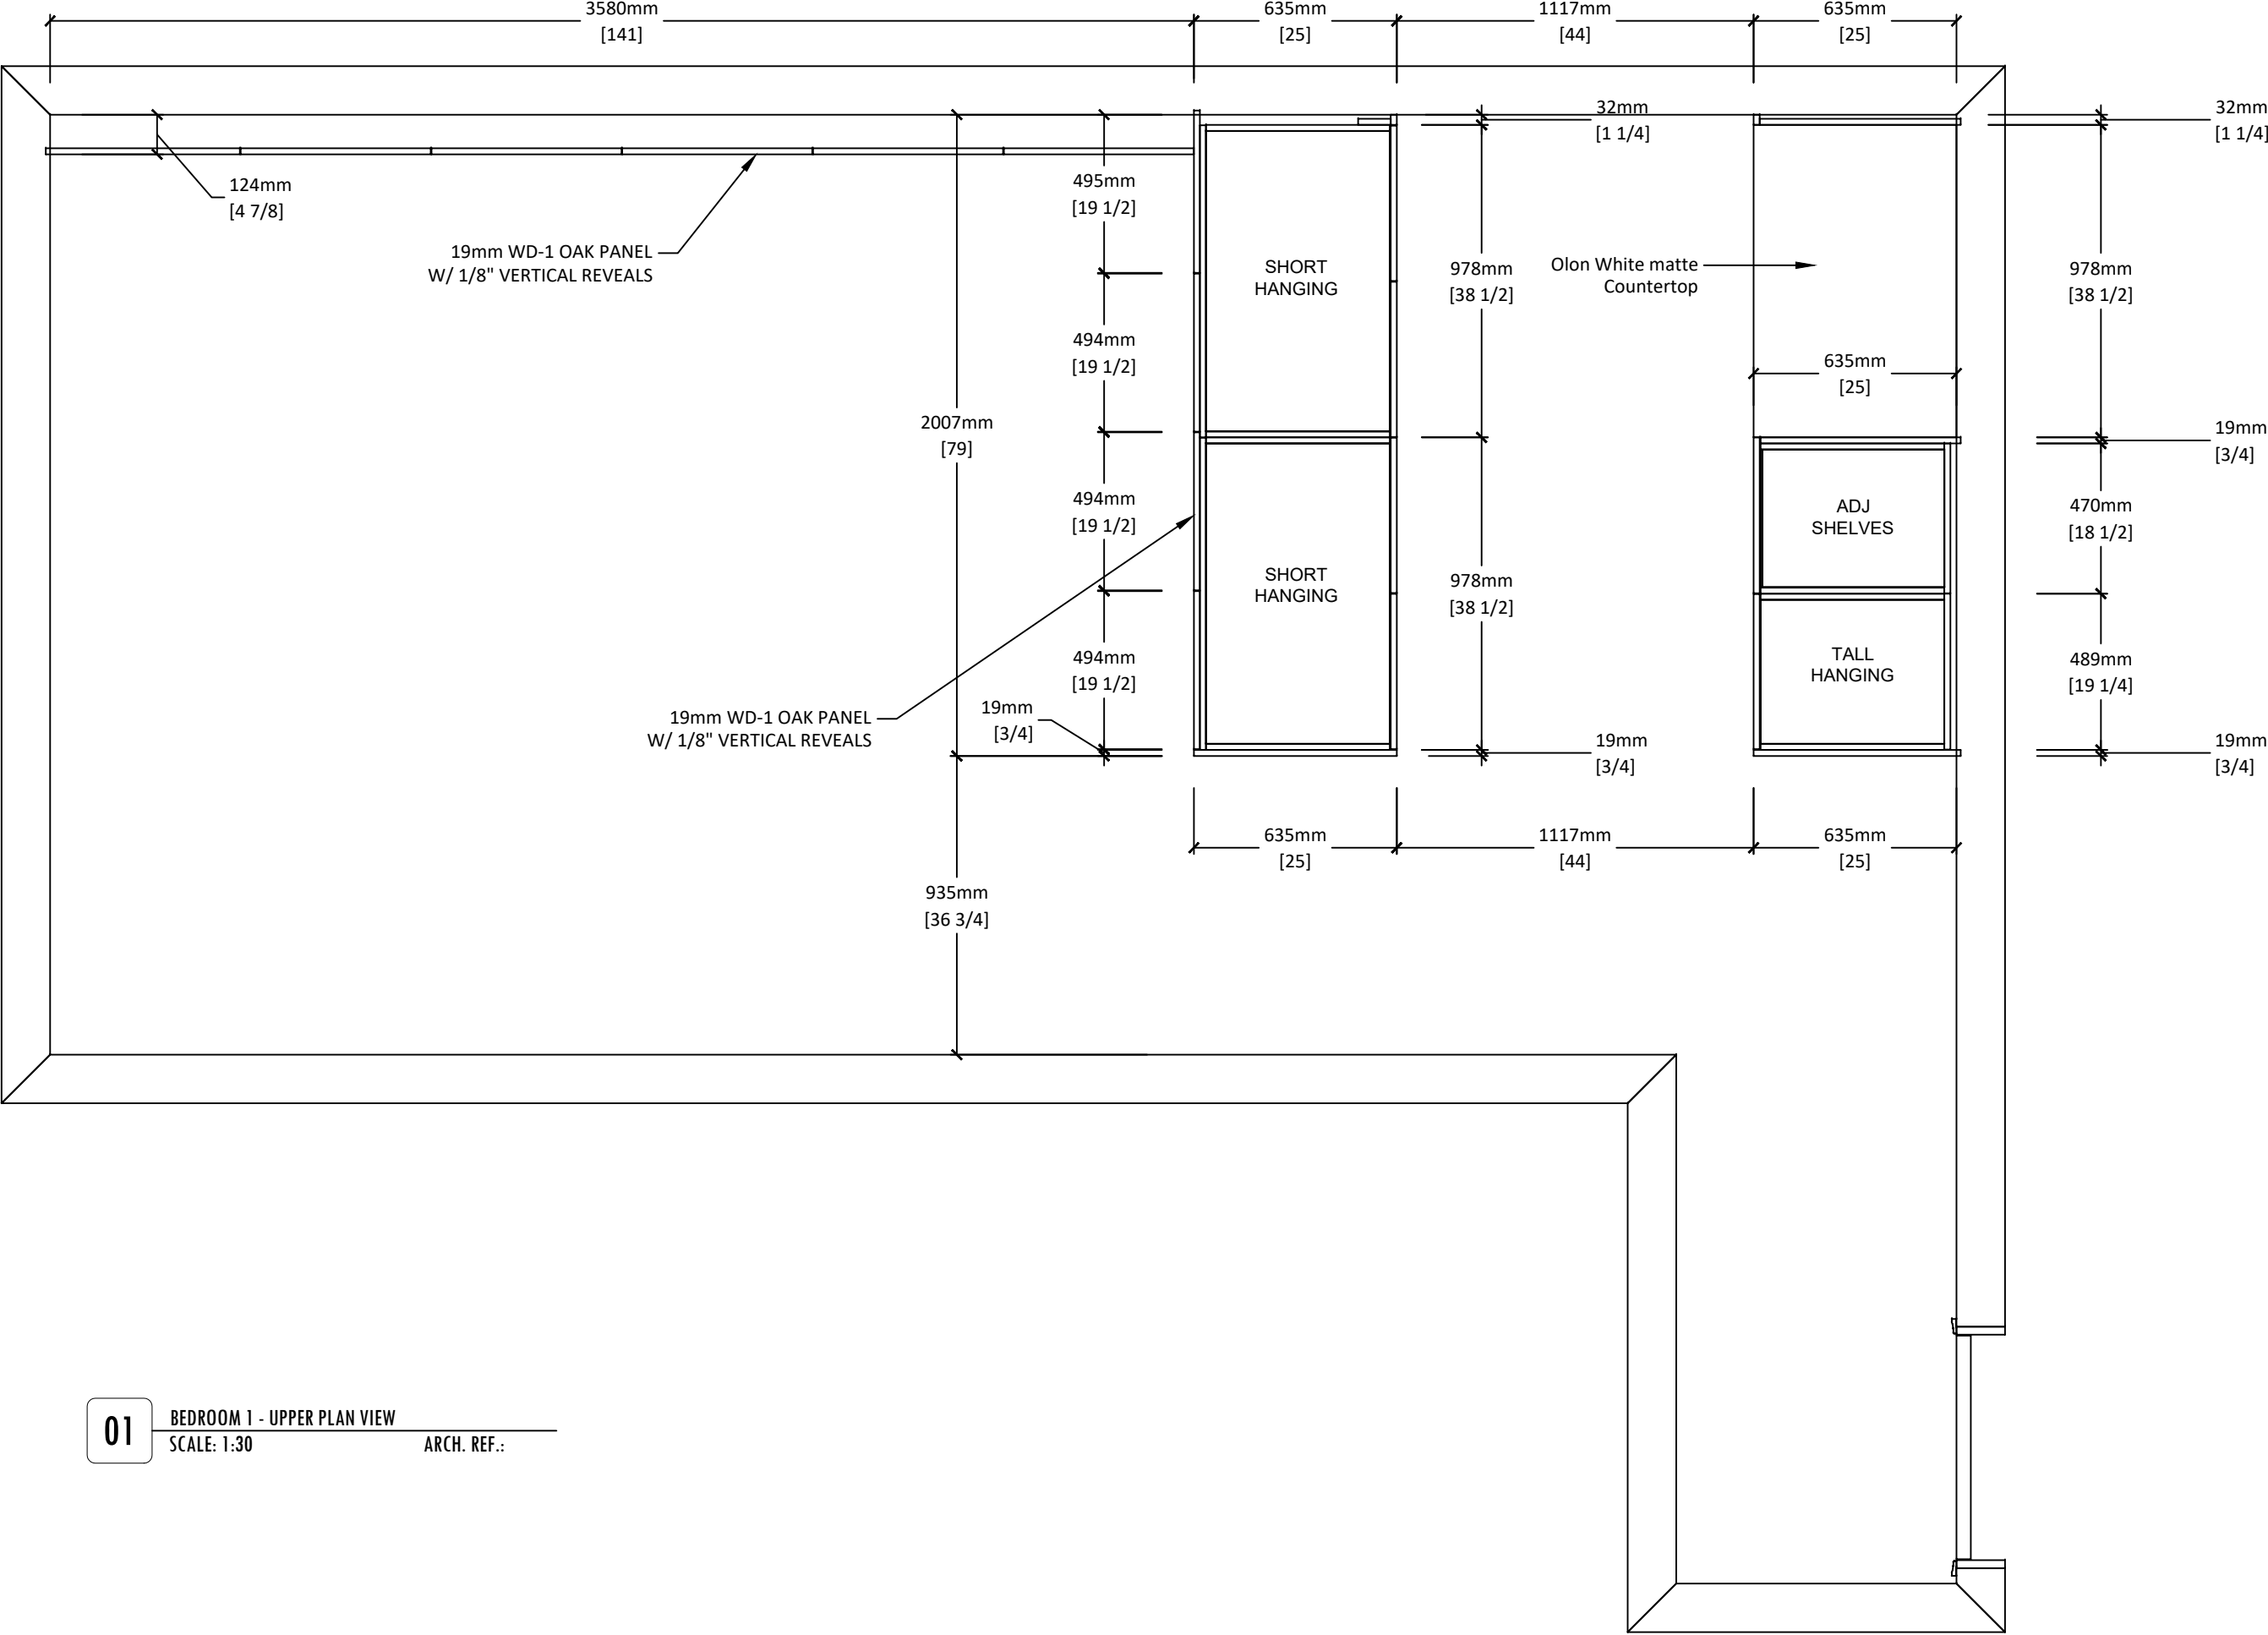 3580mm
[141]
635mm
[25]
1117mm
[44]
635mm
[25]
32mm
[1 1/4]
32mm
[1 1/4]
124mm
[4 7/8]
19mm WD-1 OAK PANEL
W/ 1/8" VERTICAL REVEALS
495mm
[19 1/2]
SHORT
HANGING
978mm
[38 1/2]
Olon White matte
Countertop
978mm
[38 1/2]
494mm
[19 1/2]
635mm
[25]
2007mm
[79]
19mm
[3/4]
494mm
[19 1/2]
ADJ
SHELVES
470mm
[18 1/2]
SHORT
HANGING
978mm
[38 1/2]
494mm
[19 1/2]
TALL
HANGING
489mm
[19 1/4]
19mm WD-1 OAK PANEL
W/ 1/8" VERTICAL REVEALS
19mm
[3/4]
19mm
[3/4]
19mm
[3/4]
635mm
[25]
1117mm
[44]
635mm
[25]
935mm
[36 3/4]
01
BEDROOM 1 - UPPER PLAN VIEW
SCALE: 1:30 ARCH. REF.: